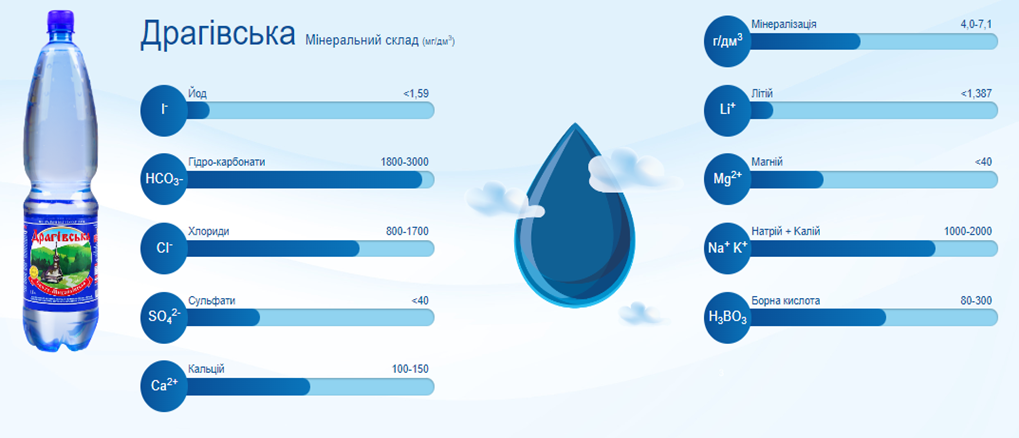 Драгівська Мінеральний склад (мг/дм³)
I⁻
Йод <1,59
HCO₃-
Гідро-карбонати 1800-3000
Cl⁻
Хлориди 800-1700
SO₄²⁻
Сульфати <40
Ca²⁺
Кальцій 100-150
Драгівська
г/дм³
Мінералізація 4,0-7,1
Li⁺
Літій <1,387
Mg²⁺
Магній <40
Na⁺ K⁺
Натрій + Калій 1000-2000
H₃BO₃
Борна кислота 80-300